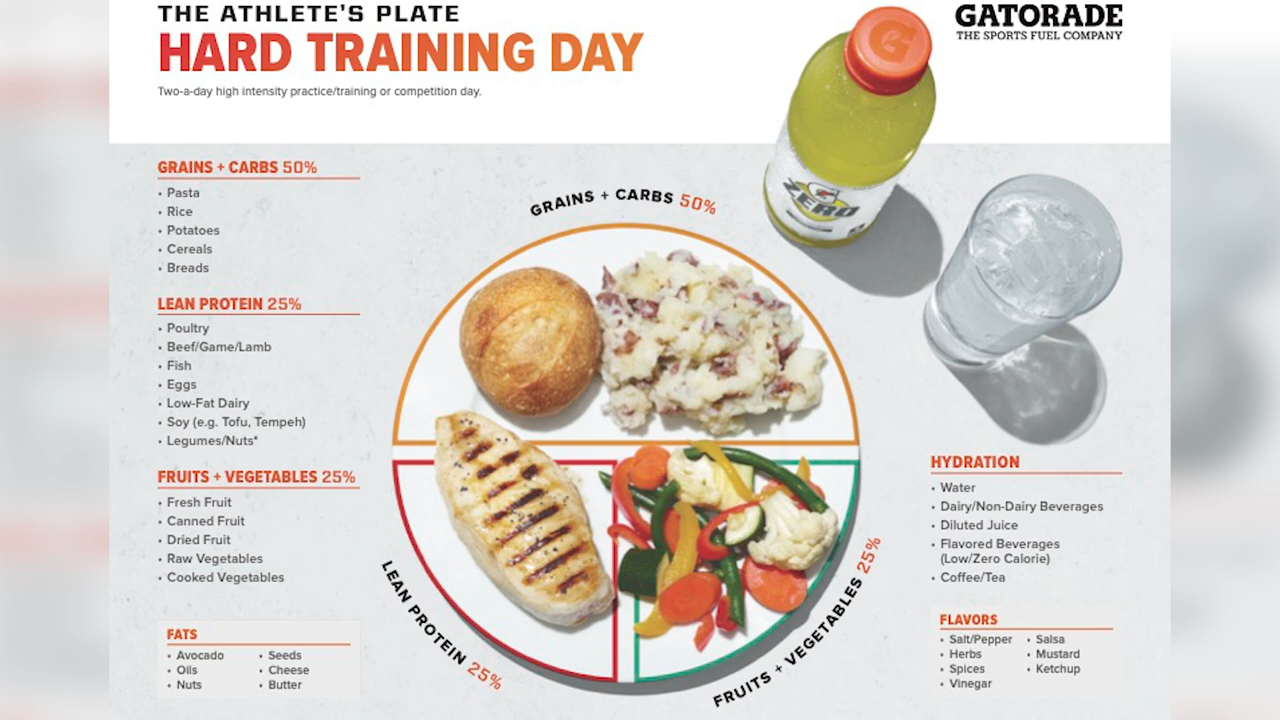 THE ATHLETE'S PLATE
HARD TRAINING DAY
Two-a-day high intensity practice/training or competition day.
GATORADE
THE SPORTS FUEL COMPANY
G
G
ZERO
GRAINS + CARBS 50%
• Pasta
• Rice
• Potatoes
• Cereals
• Breads
LEAN PROTEIN 25%
• Poultry
• Beef/Game/Lamb
• Fish
• Eggs
• Low-Fat Dairy
• Soy (e.g. Tofu, Tempeh)
• Legumes/Nuts*
FRUITS + VEGETABLES 25%
• Fresh Fruit
• Canned Fruit
• Dried Fruit
• Raw Vegetables
• Cooked Vegetables
FATS
• Avocado • Seeds
• Oils • Cheese
• Nuts • Butter
GRAINS + CARBS 50%
LEAN PROTEIN 25%
FRUITS + VEGETABLES 25%
HYDRATION
• Water
• Dairy/Non-Dairy Beverages
• Diluted Juice
• Flavored Beverages
(Low/Zero Calorie)
• Coffee/Tea
FLAVORS
• Salt/Pepper • Salsa
• Herbs • Mustard
• Spices • Ketchup
• Vinegar